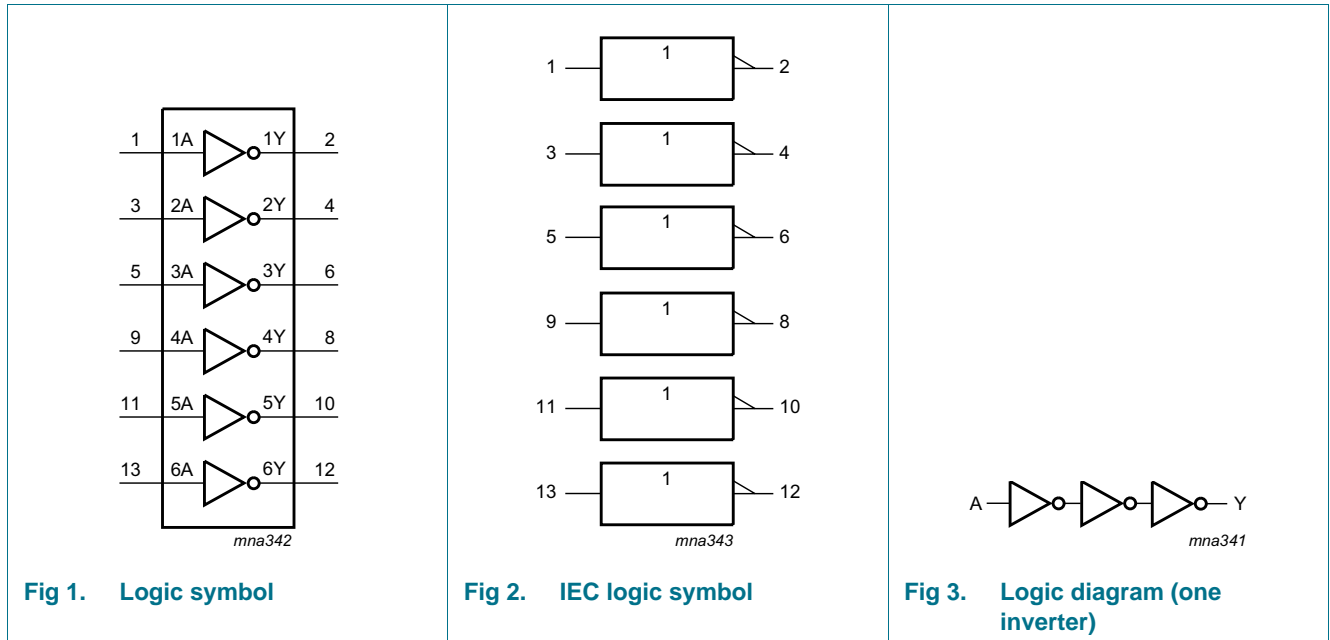 1 1A 1Y 2
3 2A 2Y 4
5 3A 3Y 6
9 4A 4Y 8
11 5A 5Y 10
13 6A 6Y 12
mna342
Fig 1. Logic symbol
1 1 2
3 1 4
5 1 6
9 1 8
11 1 10
13 1 12
mna343
Fig 2. IEC logic symbol
A Y
mna341
Fig 3. Logic diagram (one
inverter)